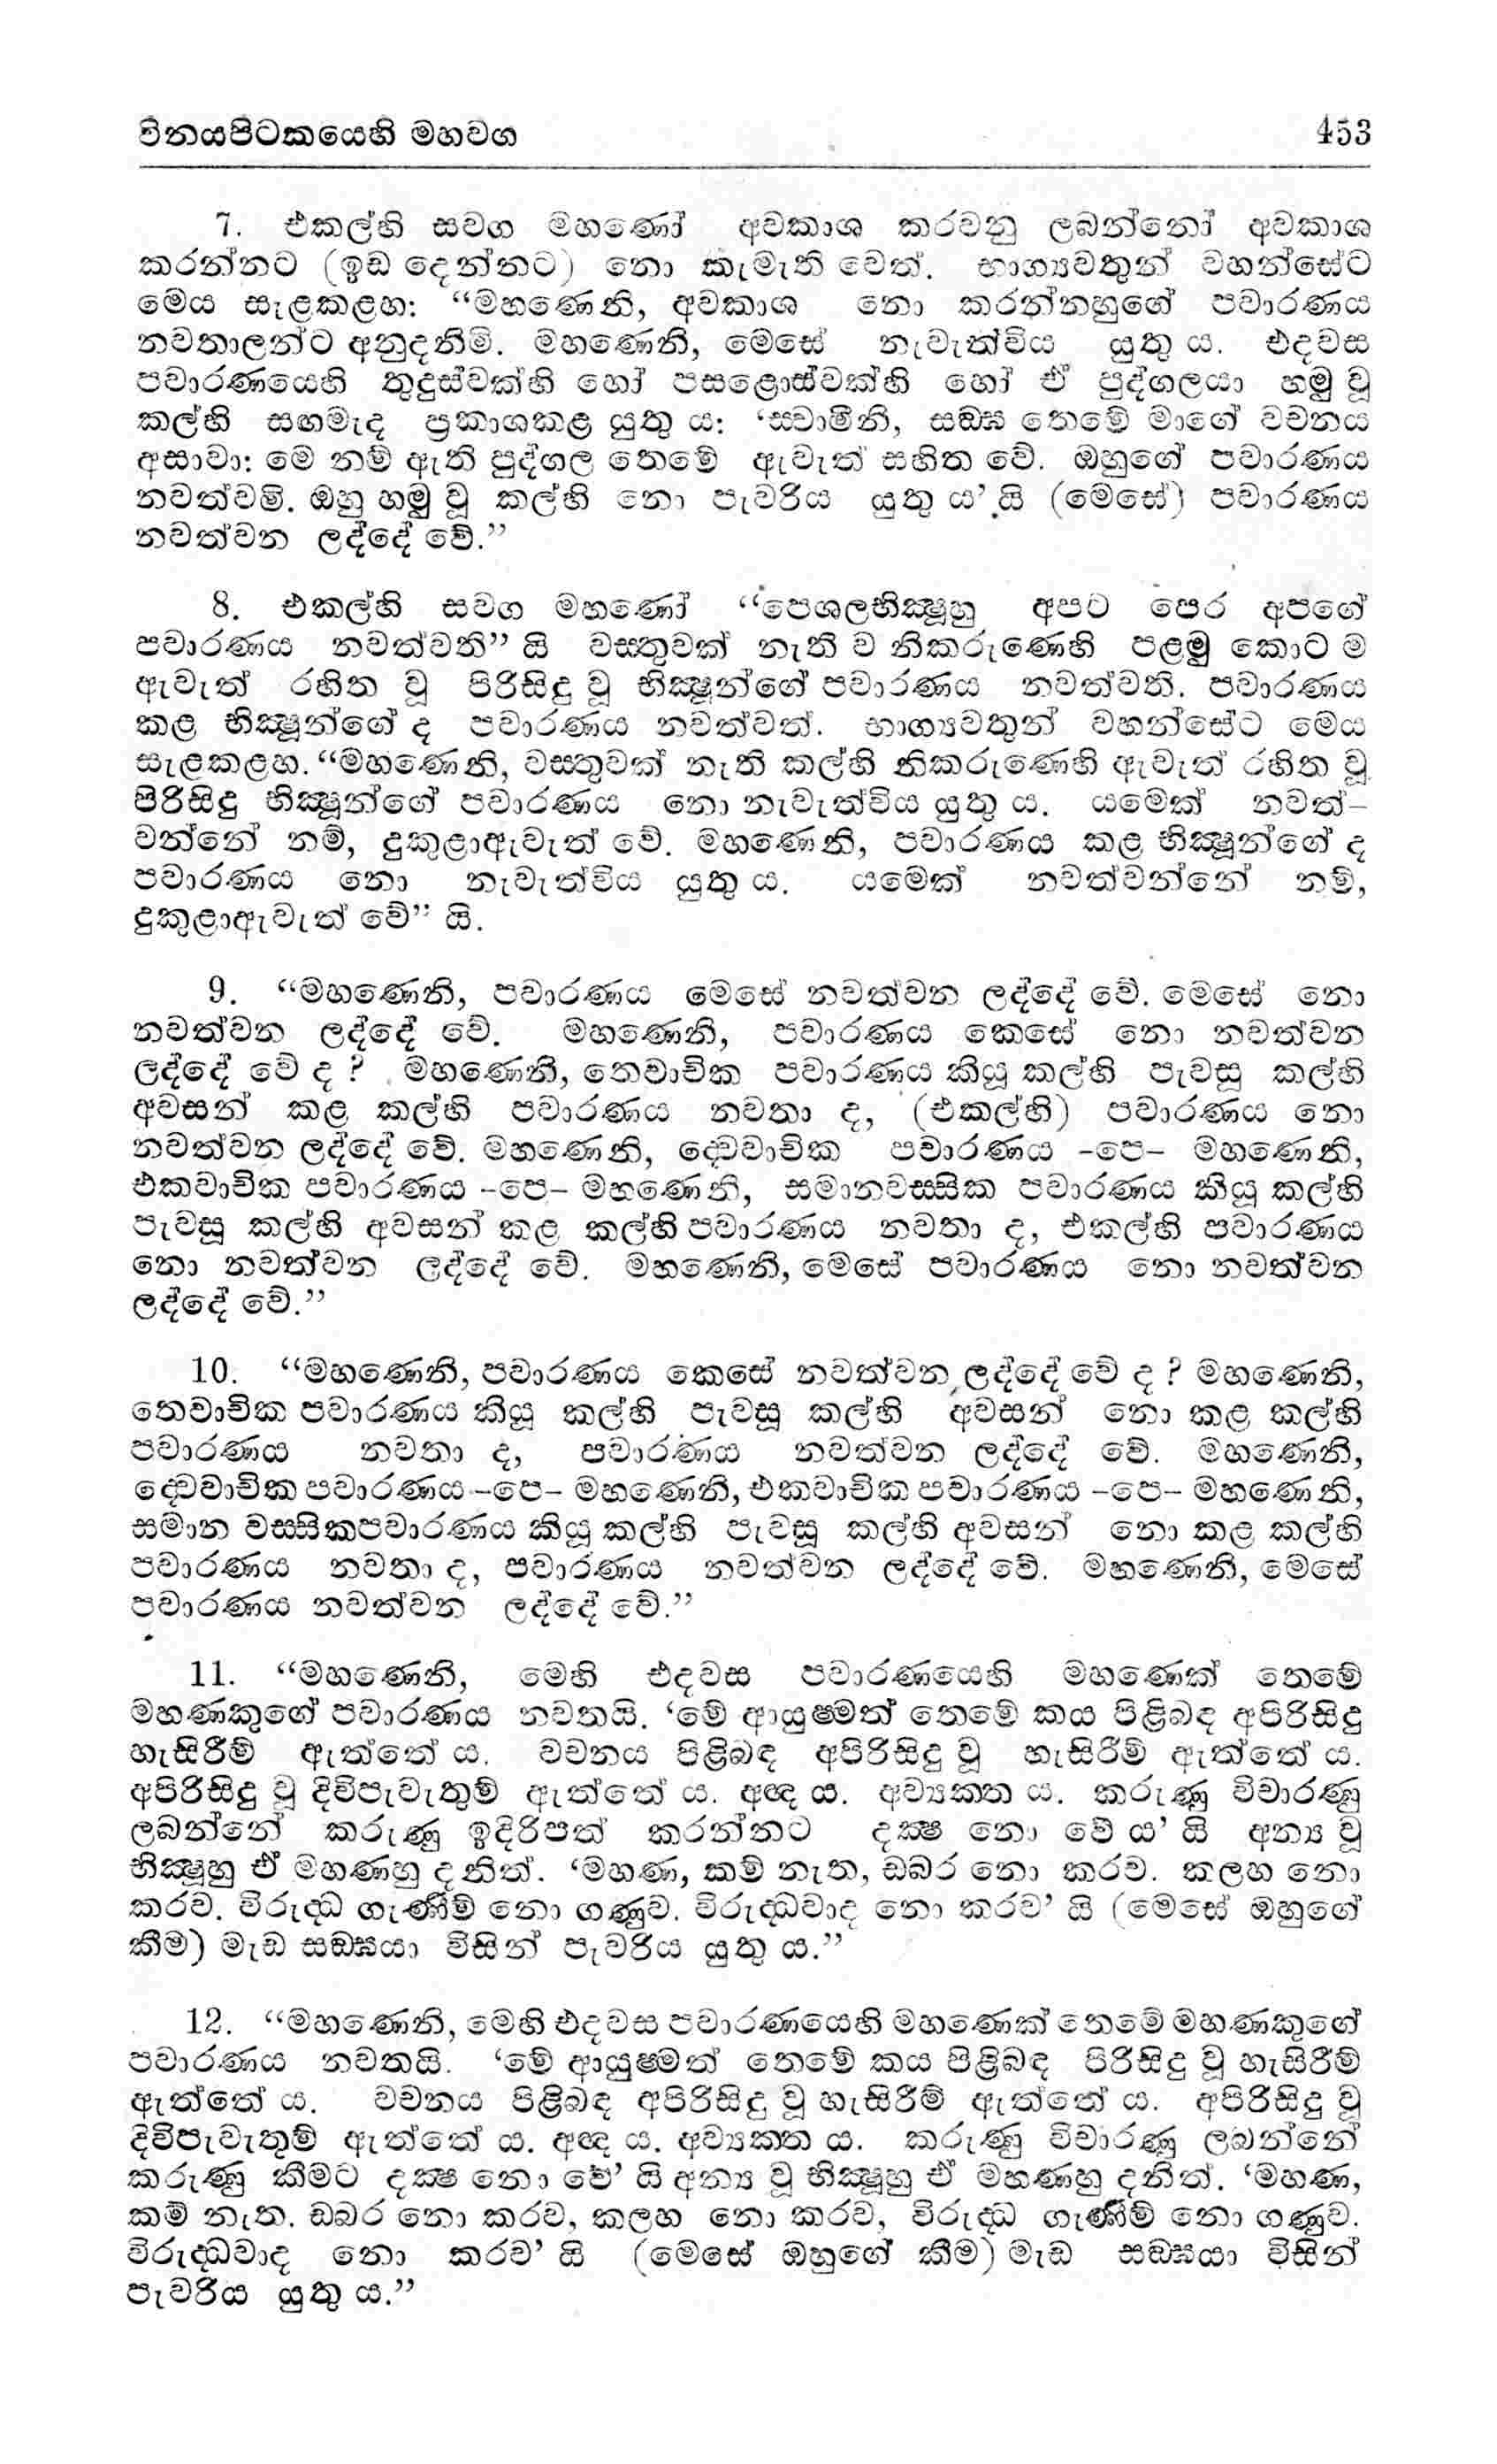 විනයපිටකයෙහි මහවග 453
7. එකල්හි සවග මහණෝ අවකාශ කරවනු ලබන්නෝ අවකාශ
කරන්නට (ඉඩ දෙන්නට) නො කැමැති වෙත්. භාග්‍යවතුන් වහන්සේට
මෙය සැළකළහ: “මහණෙනි, අවකාශ නො කරන්නහුගේ පවාරණය
නවතාලන්ට අනුදනිමි. මහණෙනි, මෙසේ නැවැත්විය යුතු ය. එදවස
පවාරණයෙහි තුදුස්වක්හි හෝ පසළොස්වක්හි හෝ ඒ පුද්ගලයා හමු වූ
කල්හි සඟමැද ප්‍රකාශකළ යුතු ය: ‘ස්වාමීනි, සඞ්ඝ තෙමේ මාගේ වචනය
අසාවා: මෙ නම් ඇති පුද්ගල තෙමේ ඇවැත් සහිත වේ. ඔහුගේ පවාරණය
නවත්වමි. ඔහු හමු වූ කල්හි නො පැවරිය යුතු ය’ යි (මෙසේ) පවාරණය
නවත්වන ලද්දේ වේ.”
8. එකල්හි සවග මහණෝ “පෙශලභික්‍ෂූහු අපට පෙර අපගේ
පවාරණය නවත්වති” යි වස්තුවක් නැති ව නිකරුණෙහි පළමු කොට ම
ඇවැත් රහිත වූ පිරිසිදු වූ භික්‍ෂූන්ගේ පවාරණය නවත්වති. පවාරණය
කළ භික්‍ෂූන්ගේ ද පවාරණය නවත්වත්. භාග්‍යවතුන් වහන්සේට මෙය
සැළකළහ. “මහණෙනි, වස්තුවක් නැති කල්හි නිකරුණෙහි ඇවැත් රහිත වූ
පිරිසිදු භික්‍ෂූන්ගේ පවාරණය නො නැවැත්විය යුතු ය. යමෙක් නවත්-
වන්නේ නම්, දුකුළාඇවැත් වේ. මහණෙනි, පවාරණය කළ භික්‍ෂූන්ගේ ද
පවාරණය නො නැවැත්විය යුතු ය. යමෙක් නවත්වන්නේ නම්,
දුකුළාඇවැත් වේ” යි.
9. “මහණෙනි, පවාරණය මෙසේ නවත්වන ලද්දේ වේ. මෙසේ නො
නවත්වන ලද්දේ වේ. මහණෙනි, පවාරණය කෙසේ නො නවත්වන
ලද්දේ වේ ද ? මහණෙනි, තෙවාචික පවාරණය කියූ කල්හි පැවසූ කල්හි
අවසන් කළ කල්හි පවාරණය නවතා ද, (එකල්හි) පවාරණය නො
නවත්වන ලද්දේ වේ. මහණෙනි, ද්වෙවාචික පවාරණය -පෙ- මහණෙනි,
එකවාචික පවාරණය -පෙ- මහණෙනි, සමානවස්සික පවාරණය කියූ කල්හි
පැවසූ කල්හි අවසන් කළ කල්හි පවාරණය නවතා ද, එකල්හි පවාරණය
නො නවත්වන ලද්දේ වේ. මහණෙනි, මෙසේ පවාරණය නො නවත්වන
ලද්දේ වේ.”
10. “මහණෙනි, පවාරණය කෙසේ නවත්වන ලද්දේ වේ ද ? මහණෙනි,
තෙවාචික පවාරණය කියූ කල්හි පැවසූ කල්හි අවසන් නො කළ කල්හි
පවාරණය නවතා ද, පවාරණය නවත්වන ලද්දේ වේ. මහණෙනි,
ද්වෙවාචික පවාරණය -පෙ- මහණෙනි, එකවාචික පවාරණය -පෙ- මහණෙනි,
සමාන වස්සිකපවාරණය කියූ කල්හි පැවසූ කල්හි අවසන් නො කළ කල්හි
පවාරණය නවතා ද, පවාරණය නවත්වන ලද්දේ වේ. මහණෙනි, මෙසේ
පවාරණය නවත්වන ලද්දේ වේ.”
11. “මහණෙනි, මෙහි එදවස පවාරණයෙහි මහණෙක් තෙමේ
මහණකුගේ පවාරණය නවතයි. ‘මේ ආයුෂ්මත් තෙමේ කය පිළිබඳ අපිරිසිදු
හැසිරීම් ඇත්තේ ය. වචනය පිළිබඳ අපිරිසිදු වූ හැසිරීම් ඇත්තේ ය.
අපිරිසිදු වූ දිවිපැවැතුම් ඇත්තේ ය. අඥ ය. අව්‍යක්ත ය. කරුණු විචාරණු
ලබන්නේ කරුණු ඉදිරිපත් කරන්නට දක්‍ෂ නො වේ ය’ යි අන්‍ය වූ
භික්‍ෂූහු ඒ මහණහු දනිත්. ‘මහණ, කම් නැත, ඩබර නො කරව. කලහ නො
කරව. විරුද්ධ ගැණීම් නො ගණුව. විරුද්ධවාද නො කරව’ යි (මෙසේ ඔහුගේ
කීම) මැඩ සඞ්ඝයා විසින් පැවරිය යුතු ය.”
12. “මහණෙනි, මෙහි එදවස පවාරණයෙහි මහණෙක් තෙමේ මහණකුගේ
පවාරණය නවතයි. ‘මේ ආයුෂ්මත් තෙමේ කය පිළිබඳ පිරිසිදු වූ හැසිරීම්
ඇත්තේ ය. වචනය පිළිබඳ අපිරිසිදු වූ හැසිරීම් ඇත්තේ ය. අපිරිසිදු වූ
දිවිපැවැතුම් ඇත්තේ ය. අඥ ය. අව්‍යක්ත ය. කරුණු විචාරණු ලබන්නේ
කරුණු කීමට දක්‍ෂ නො වේ’ යි අන්‍ය වූ භික්‍ෂූහු ඒ මහණහු දනිත්. ‘මහණ,
කම් නැත. ඩබර නො කරව, කලහ නො කරව, විරුද්ධ ගැණීම් නො ගණුව.
විරුද්ධවාද නො කරව’ යි (මෙසේ ඔහුගේ කීම) මැඩ සඞ්ඝයා විසින්
පැවරිය යුතු ය.”